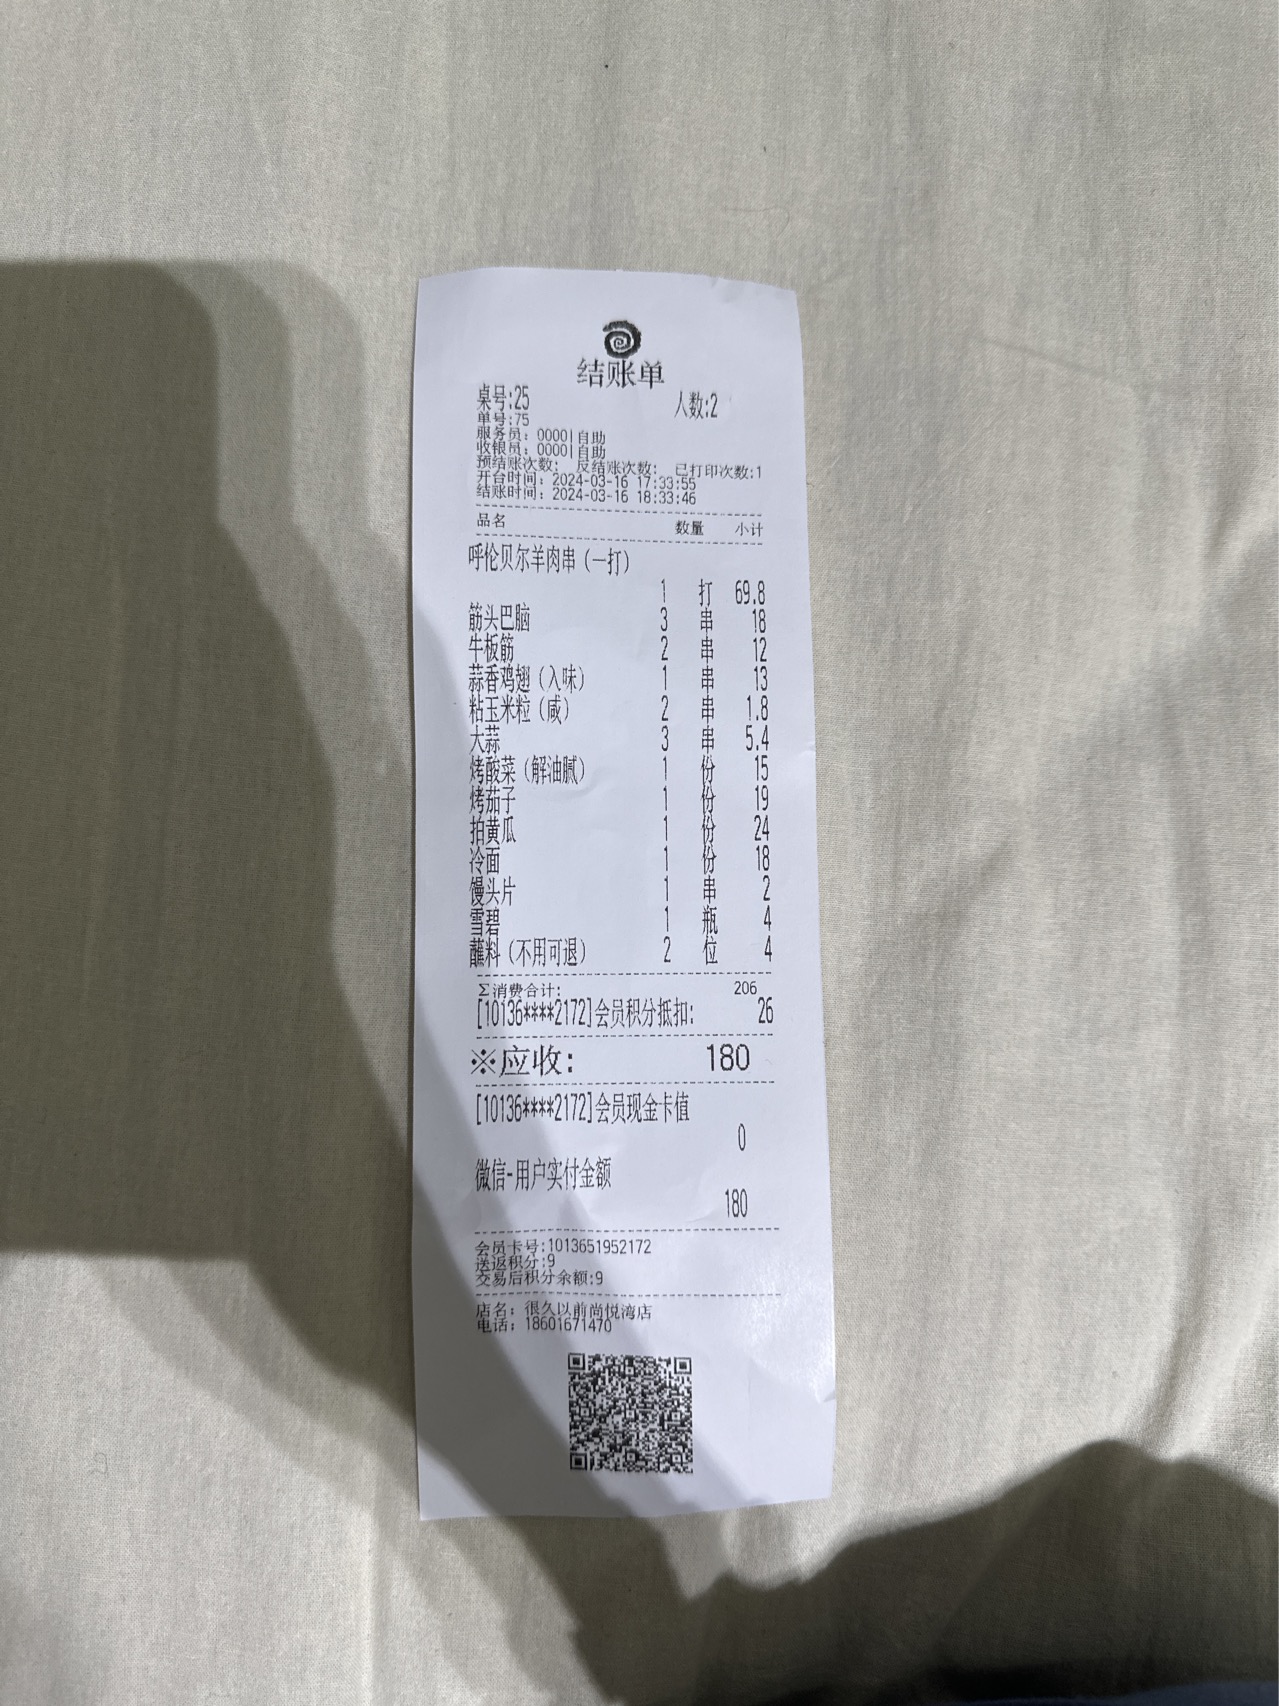 结账单
桌号:25 人数:2
单号:75
服务员: 0000|自助
收银员: 0000|自助
预结账次数: 反结账次数: 已打印次数:1
开台时间: 2024-03-16 17:33:55
结账时间: 2024-03-16 18:33:46
品名 数量 小计
呼伦贝尔羊肉串(一打)
1 打 69.8
筋头巴脑 3 串 18
牛板筋 2 串 12
蒜香鸡翅(入味) 1 串 13
粘玉米粒(咸) 2 串 1.8
大蒜 3 串 5.4
烤酸菜(解油腻) 1 份 15
烤茄子 1 份 19
拍黄瓜 1 份 24
冷面 1 份 18
馒头片 1 串 2
雪碧 1 瓶 4
蘸料(不用可退) 2 位 4
Σ消费合计: 206
[10136****2172]会员积分抵扣: 26
※应收: 180
[10136****2172]会员现金卡值
0
微信-用户实付金额
180
会员卡号:1013651952172
送返积分:9
交易后积分余额:9
店名: 很久以前尚悦湾店
电话: 18601671470